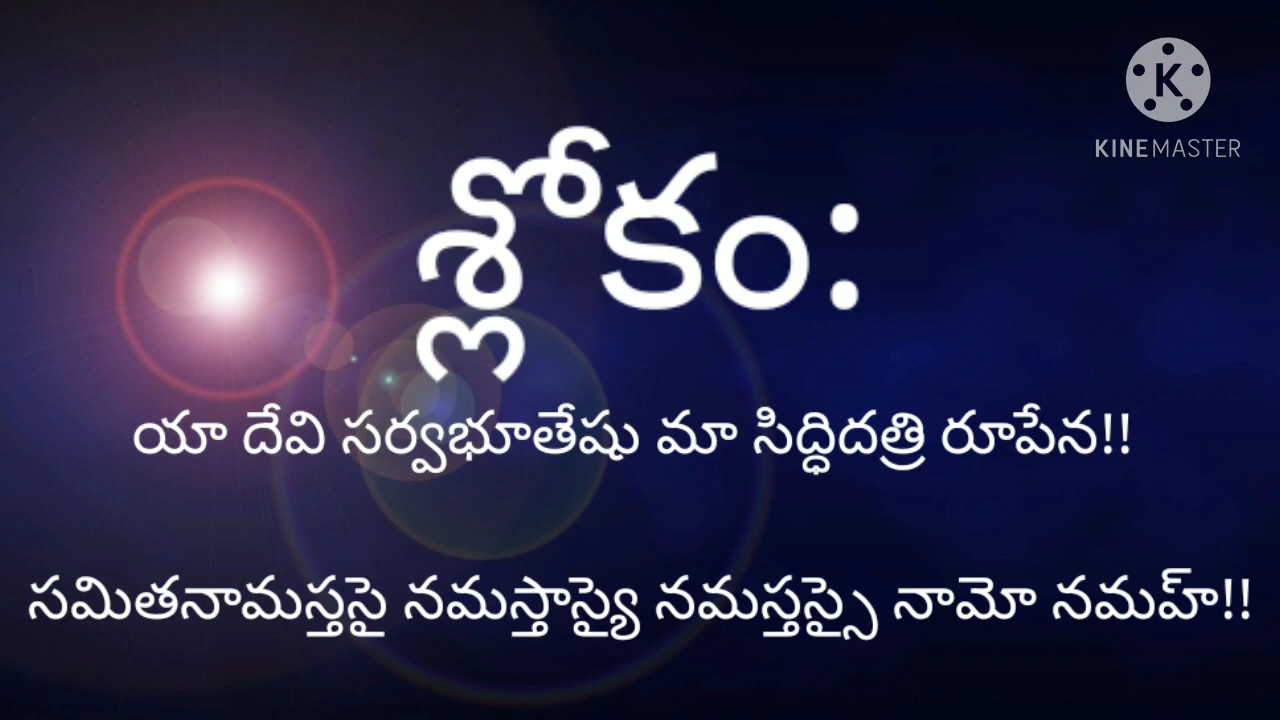 KINEMASTER
శ్లోకం:
యా దేవి సర్వభూతేషు మా సిద్ధిదత్రి రూపేన!!
సమితనామస్తసై నమస్తాస్యై నమస్తస్సై నామో నమహ్!!